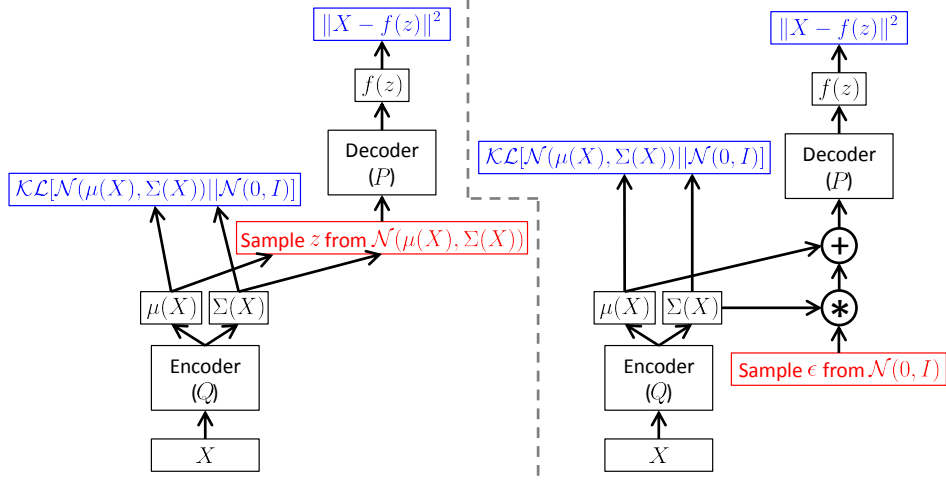 ‖X − f(z)‖²
f(z)
Decoder
(P)
𝒦ℒ[𝒩(μ(X), Σ(X))||𝒩(0, I)]
Sample z from 𝒩(μ(X), Σ(X))
μ(X)
Σ(X)
Encoder
(Q)
X
‖X − f(z)‖²
f(z)
Decoder
(P)
𝒦ℒ[𝒩(μ(X), Σ(X))||𝒩(0, I)]
+
μ(X)
Σ(X)
*
Encoder
(Q)
Sample ϵ from 𝒩(0, I)
X